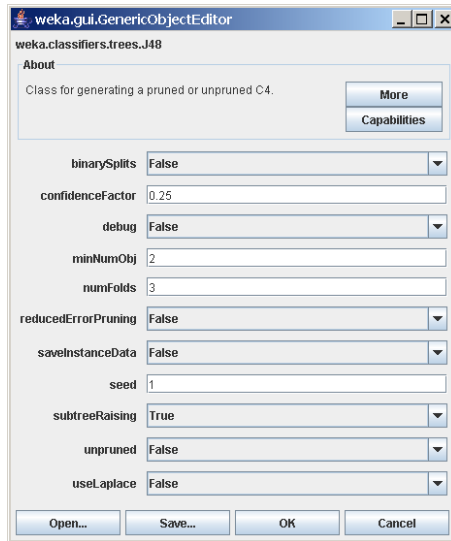 weka.gui.GenericObjectEditor
weka.classifiers.trees.J48
About
Class for generating a pruned or unpruned C4.
More
Capabilities
binarySplits False
confidenceFactor 0.25
debug False
minNumObj 2
numFolds 3
reducedErrorPruning False
saveInstanceData False
seed 1
subtreeRaising True
unpruned False
useLaplace False
Open... Save... OK Cancel